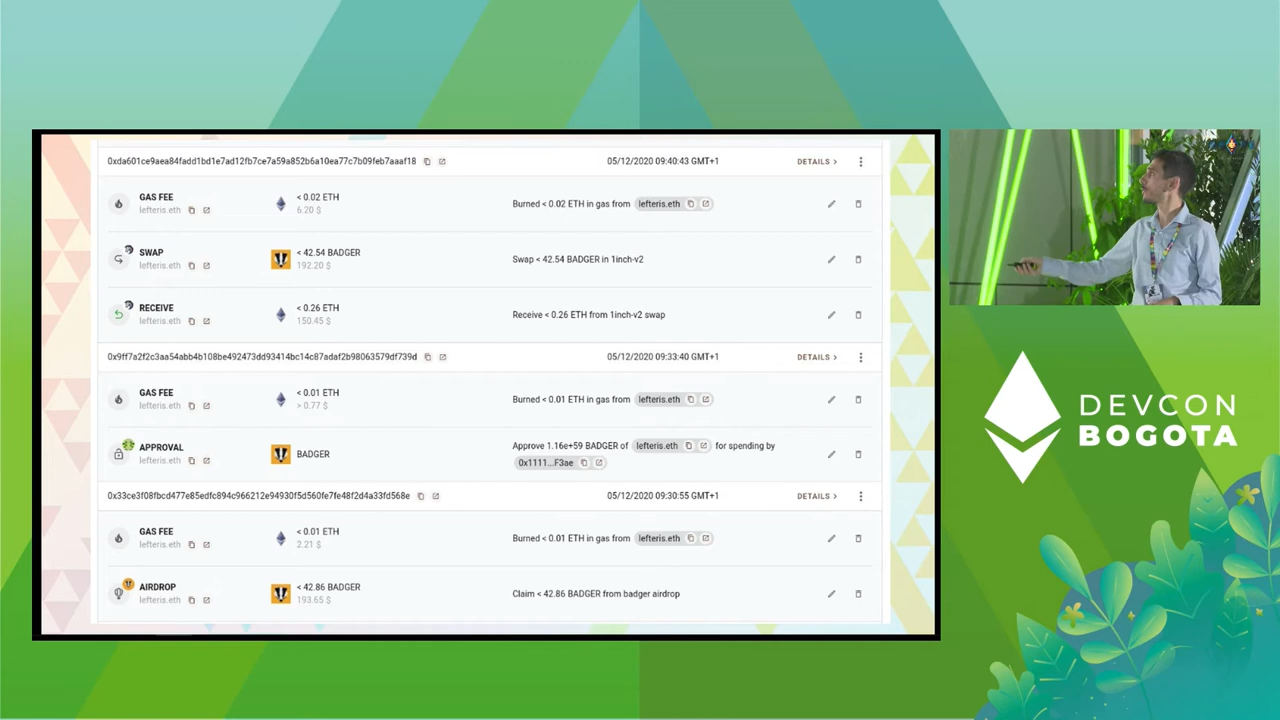 0xda601ce9aea84fadd1bd1e7ad12fb7ce7a59a852b6a10ea77c7b09feb7aaaf18 05/12/2020 09:40:43 GMT+1 DETAILS >
GAS FEE < 0.02 ETH
lefteris.eth 6.20 $ Burned < 0.02 ETH in gas from lefteris.eth
SWAP < 42.54 BADGER
lefteris.eth 192.20 $ Swap < 42.54 BADGER in 1inch-v2
RECEIVE < 0.26 ETH
lefteris.eth 150.45 $ Receive < 0.26 ETH from 1inch-v2 swap
0x9ff7a2f2c3aa54abb4b108be492473dd93414bc14c87adaf2b98063579df739d 05/12/2020 09:33:40 GMT+1 DETAILS >
GAS FEE < 0.01 ETH
lefteris.eth > 0.77 $ Burned < 0.01 ETH in gas from lefteris.eth
APPROVAL BADGER Approve 1.16e+59 BADGER of lefteris.eth for spending by
lefteris.eth 0x1111...F3ae
0x33ce3f08fbcd477e85edfc894c966212e94930f5d560fe7fe48f2d4a33fd568e 05/12/2020 09:30:55 GMT+1 DETAILS >
GAS FEE < 0.01 ETH
lefteris.eth 2.21 $ Burned < 0.01 ETH in gas from lefteris.eth
AIRDROP < 42.86 BADGER
lefteris.eth 193.65 $ Claim < 42.86 BADGER from badger airdrop
DEVCON
BOGOTA